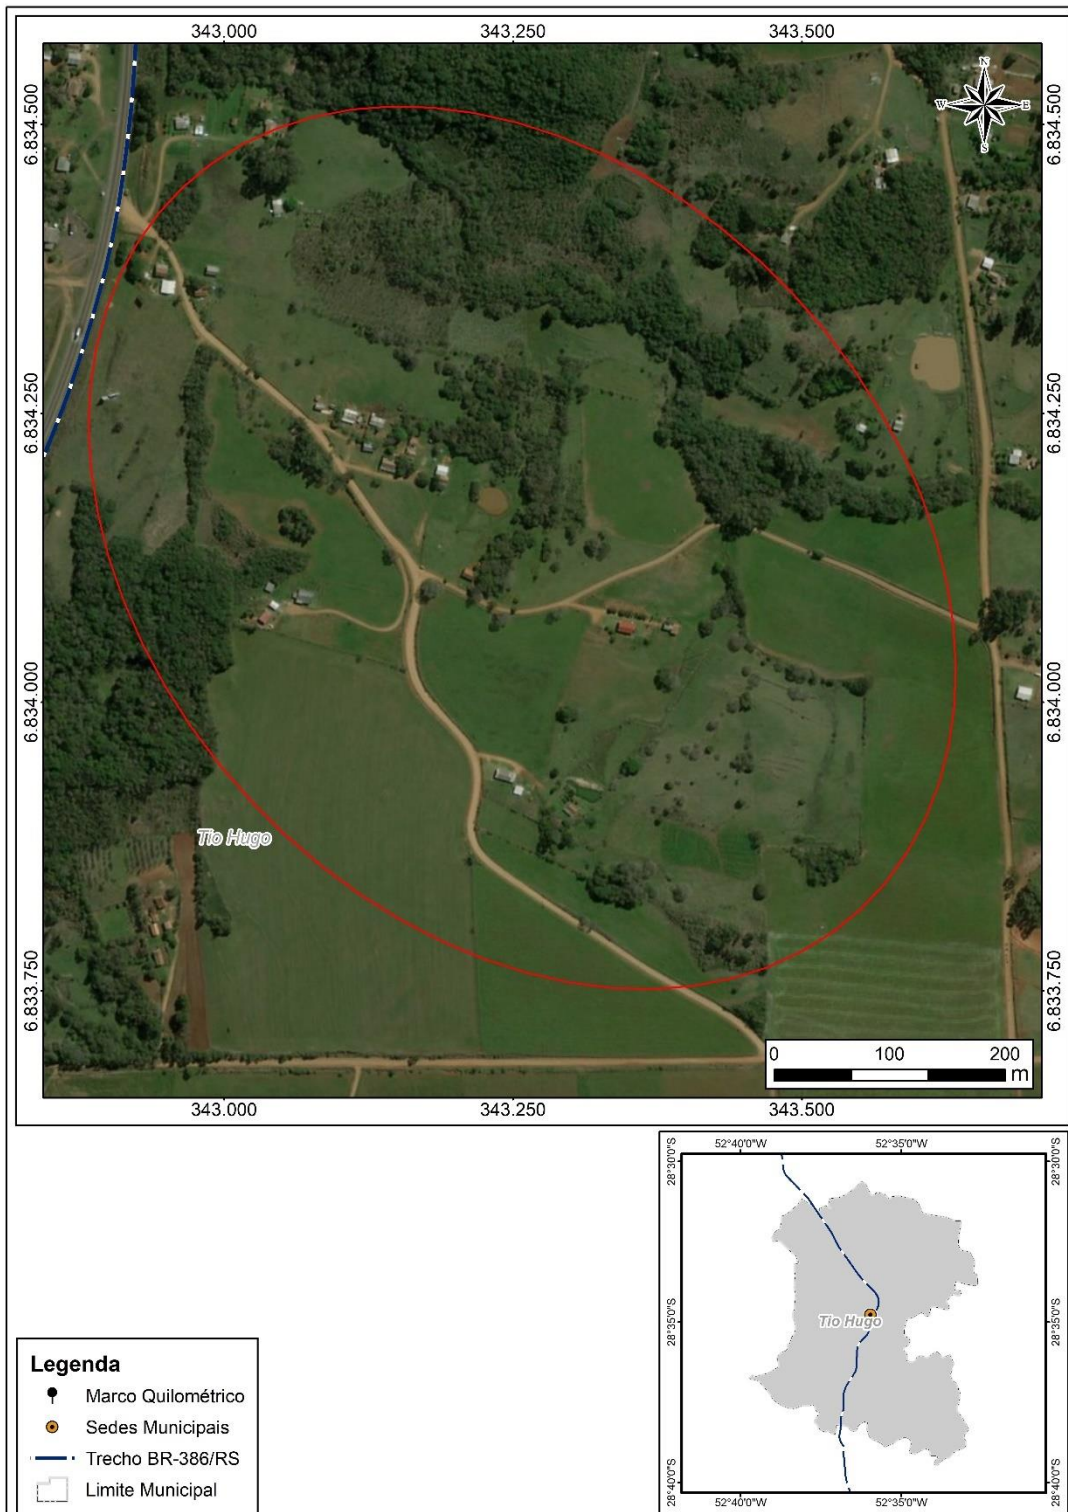 343.000 343.250 343.500
N
W E
S
6.834.500 6.834.500
6.834.250 6.834.250
6.834.000 6.834.000
Tio Hugo
6.833.750 6.833.750
0 100 200
m
343.000 343.250 343.500
52°40'0"W 52°35'0"W
28°30'0"S 28°30'0"S
28°35'0"S 28°35'0"S
Tio Hugo
28°40'0"S 28°40'0"S
52°40'0"W 52°35'0"W
Legenda
Marco Quilométrico
Sedes Municipais
Trecho BR-386/RS
Limite Municipal